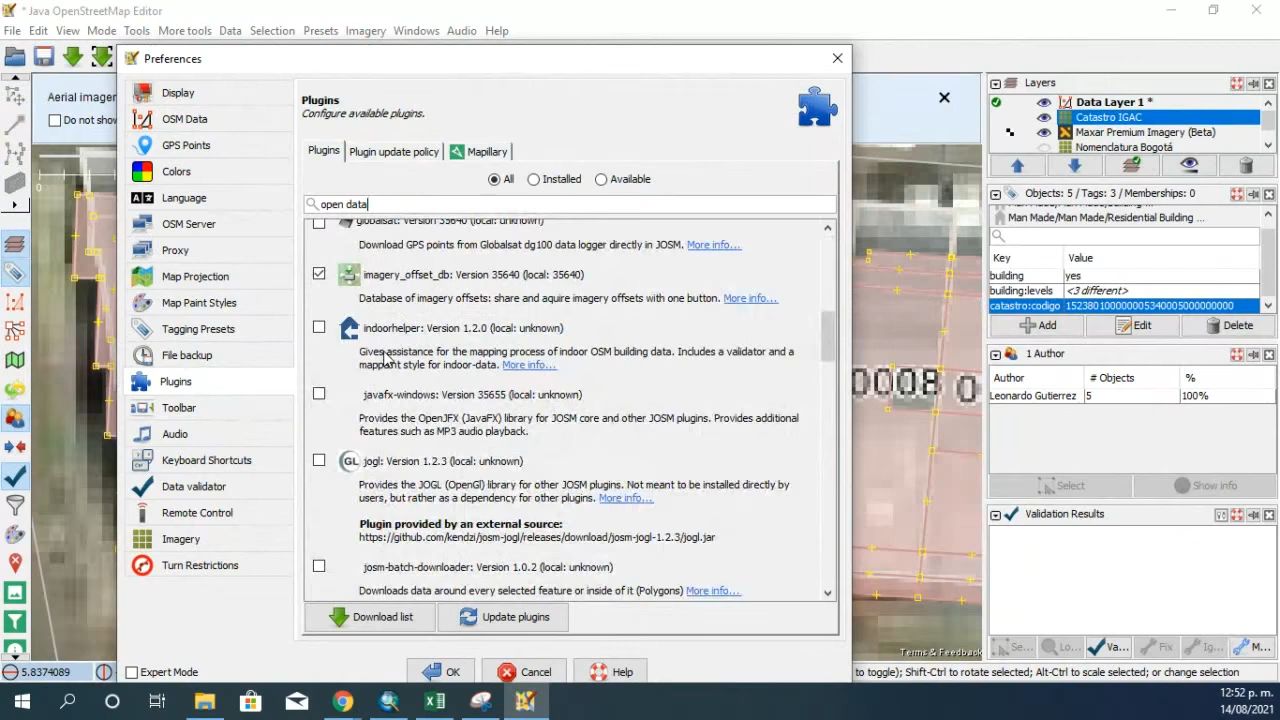 * Java OpenStreetMap Editor
File Edit View Mode Tools More tools Data Selection Presets Imagery Windows Audio Help
Preferences
Aerial imager
Do not show
0
Display
OSM Data
GPS Points
Colors
Language
OSM Server
Proxy
Map Projection
Map Paint Styles
Tagging Presets
File backup
Plugins
Toolbar
Audio
Keyboard Shortcuts
Data validator
Remote Control
Imagery
Turn Restrictions
Expert Mode
Plugins
Configure available plugins.
Plugins Plugin update policy Mapillary
All Installed Available
open data
globalsat: Version 35640 (local: unknown)
Download GPS points from Globalsat dg100 data logger directly in JOSM. More info...
imagery_offset_db: Version 35640 (local: 35640)
Database of imagery offsets: share and aquire imagery offsets with one button. More info...
indoorhelper: Version 1.2.0 (local: unknown)
Gives assistance for the mapping process of indoor OSM building data. Includes a validator and a
mappaint style for indoor-data. More info...
javafx-windows: Version 35655 (local: unknown)
Provides the OpenJFX (JavaFX) library for JOSM core and other JOSM plugins. Provides additional
features such as MP3 audio playback.
GL jogl: Version 1.2.3 (local: unknown)
Provides the JOGL (OpenGl) library for other JOSM plugins. Not meant to be installed directly by
users, but rather as a dependency for other plugins. More info...
Plugin provided by an external source:
https://github.com/kendzi/josm-jogl/releases/download/josm-jogl-1.2.3/jogl.jar
josm-batch-downloader: Version 1.0.2 (local: unknown)
Downloads data around every selected feature or inside of it (Polygons) More info...
Download list Update plugins
OK Cancel Help
0008 0
Terms & Feedback
Layers
Data Layer 1 *
Catastro IGAC
Maxar Premium Imagery (Beta)
Nomenclatura Bogotá
Objects: 5 / Tags: 3 / Memberships: 0
Man Made/Man Made/Residential Building ...
Key Value
building yes
building:levels <3 different>
catastro:codigo 152380100000005340005000000000
Add Edit Delete
1 Author
Author # Objects %
Leonardo Gutierrez 5 100%
Select Show info
Validation Results
Se... Lo... Va... Fix Ig... M...
5.8374089
to toggle); Shift-Ctrl to rotate selected; Alt-Ctrl to scale selected; or change selection
12:52 p. m.
14/08/2021